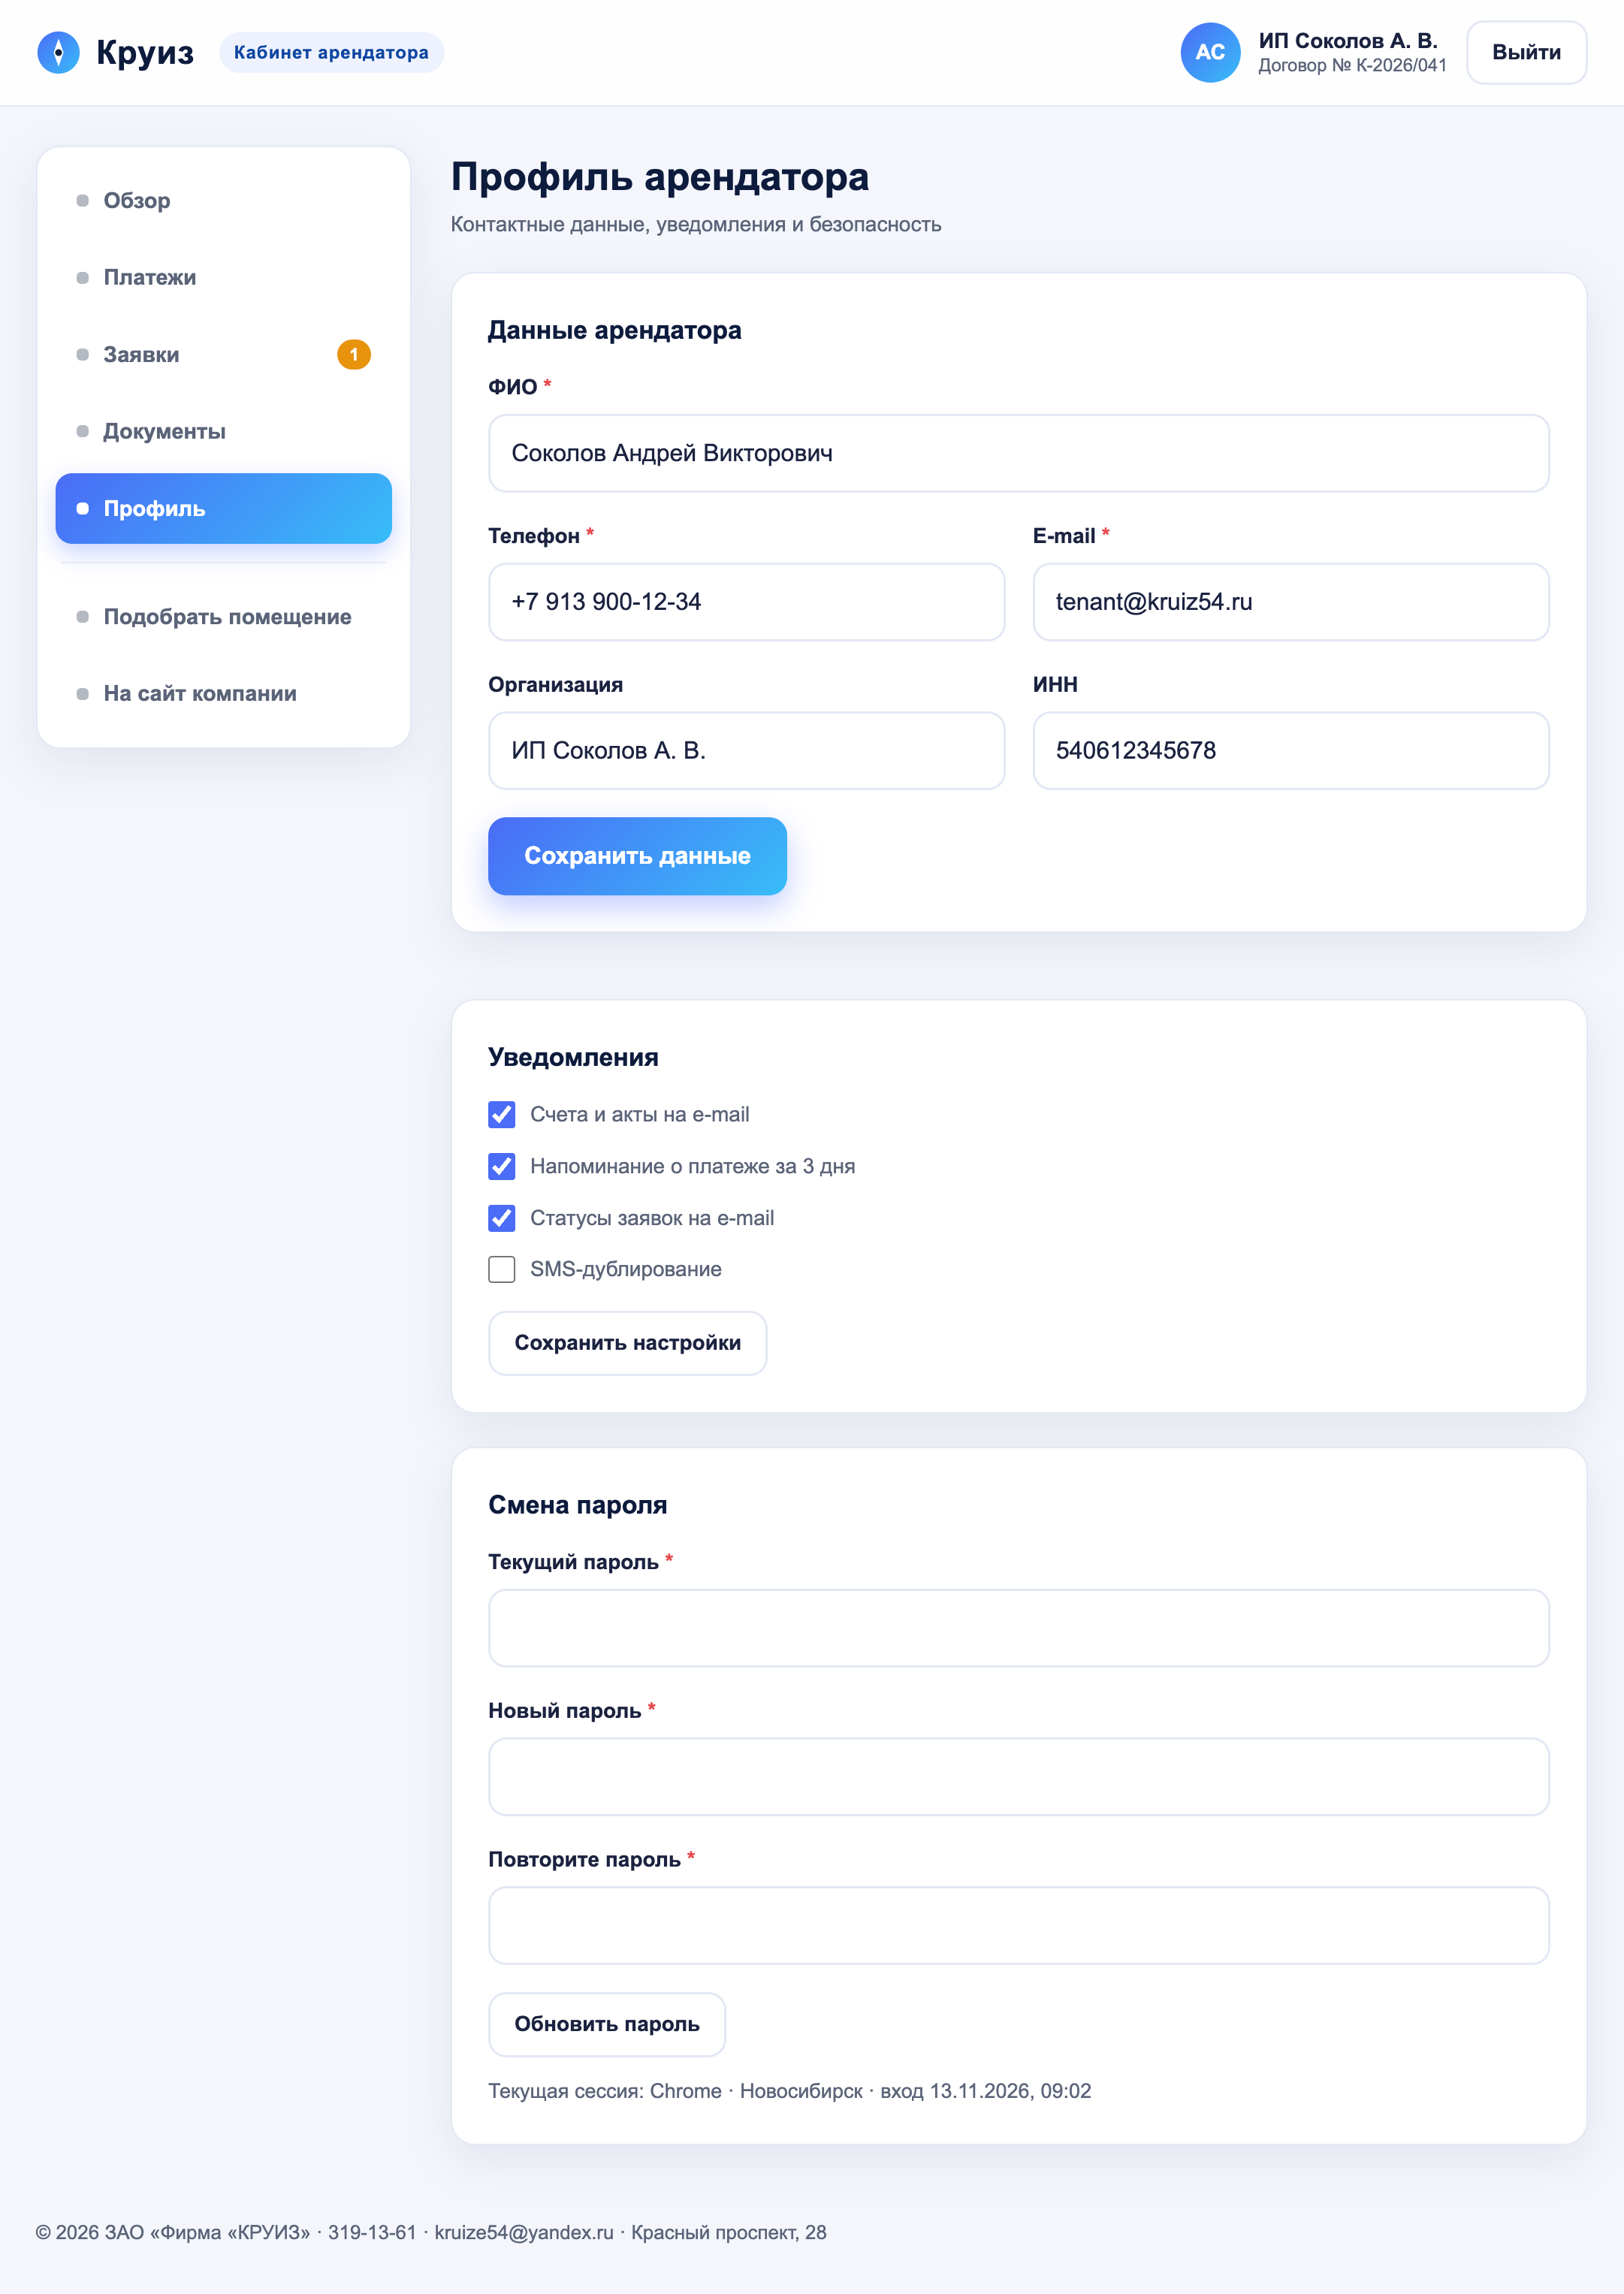 Круиз
Кабинет арендатора
АС
ИП Соколов А. В.
Договор № К-2026/041
Выйти
Обзор
Платежи
Заявки
1
Документы
Профиль
Подобрать помещение
На сайт компании
Профиль арендатора
Контактные данные, уведомления и безопасность
Данные арендатора
ФИО *
Соколов Андрей Викторович
Телефон *
E-mail *
+7 913 900-12-34
tenant@kruiz54.ru
Организация
ИНН
ИП Соколов А. В.
540612345678
Сохранить данные
Уведомления
Счета и акты на e-mail
Напоминание о платеже за 3 дня
Статусы заявок на e-mail
SMS-дублирование
Сохранить настройки
Смена пароля
Текущий пароль *
Новый пароль *
Повторите пароль *
Обновить пароль
Текущая сессия: Chrome · Новосибирск · вход 13.11.2026, 09:02
© 2026 ЗАО «Фирма «КРУИЗ» · 319-13-61 · kruize54@yandex.ru · Красный проспект, 28